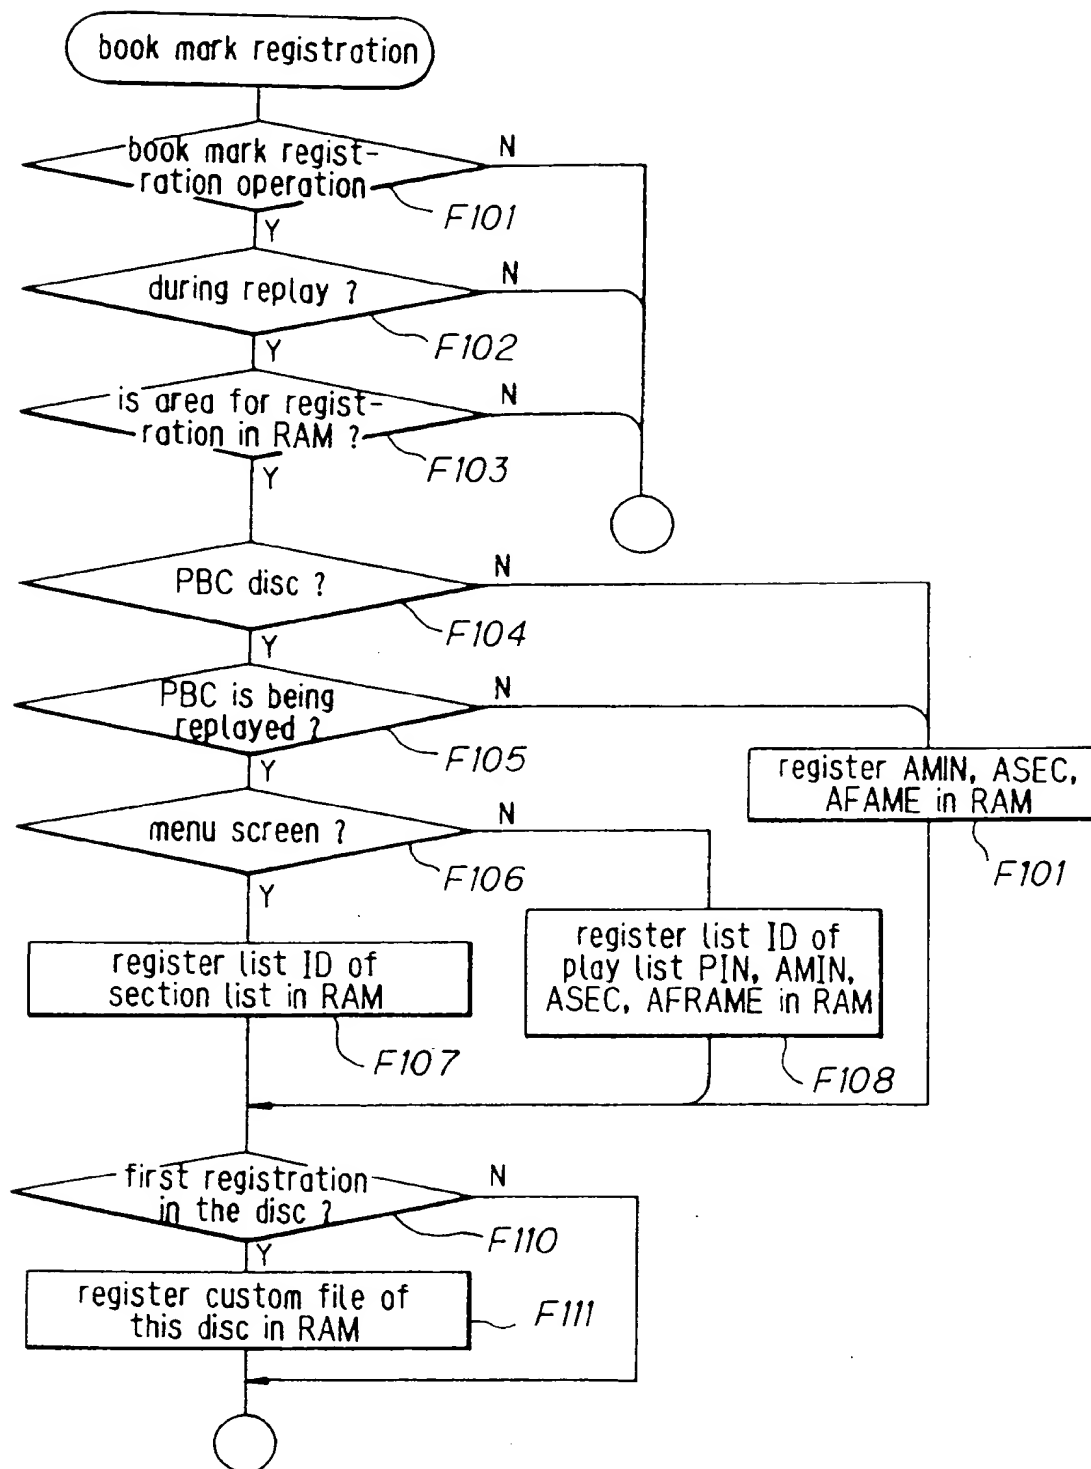 book mark registration
book mark regist-
ration operation
N
F101
Y
during replay ?
N
F102
Y
is area for regist-
ration in RAM ?
N
F103
Y
PBC disc ?
N
F104
Y
PBC is being
replayed ?
N
F105
Y
register AMIN, ASEC,
AFAME in RAM
F101
menu screen ?
N
F106
Y
register list ID of
section list in RAM
F107
register list ID of
play list PIN, AMIN,
ASEC, AFRAME in RAM
F108
first registration
in the disc ?
N
F110
Y
register custom file of
this disc in RAM
F111